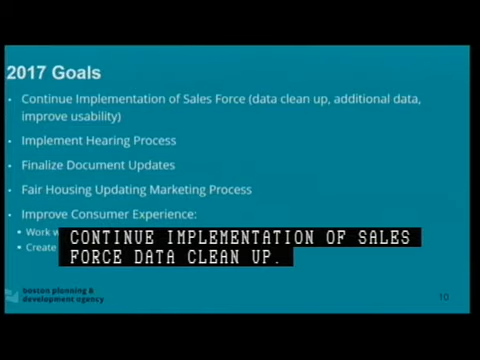 2017 Goals
• Continue Implementation of Sales Force (data clean up, additional data,
improve usability)
• Implement Hearing Process
• Finalize Document Updates
• Fair Housing Updating Marketing Process
• Improve Consumer Experience:
▪ Work
▪ Create
CONTINUE IMPLEMENTATION OF SALES
FORCE DATA CLEAN UP.
boston planning &
development agency
10